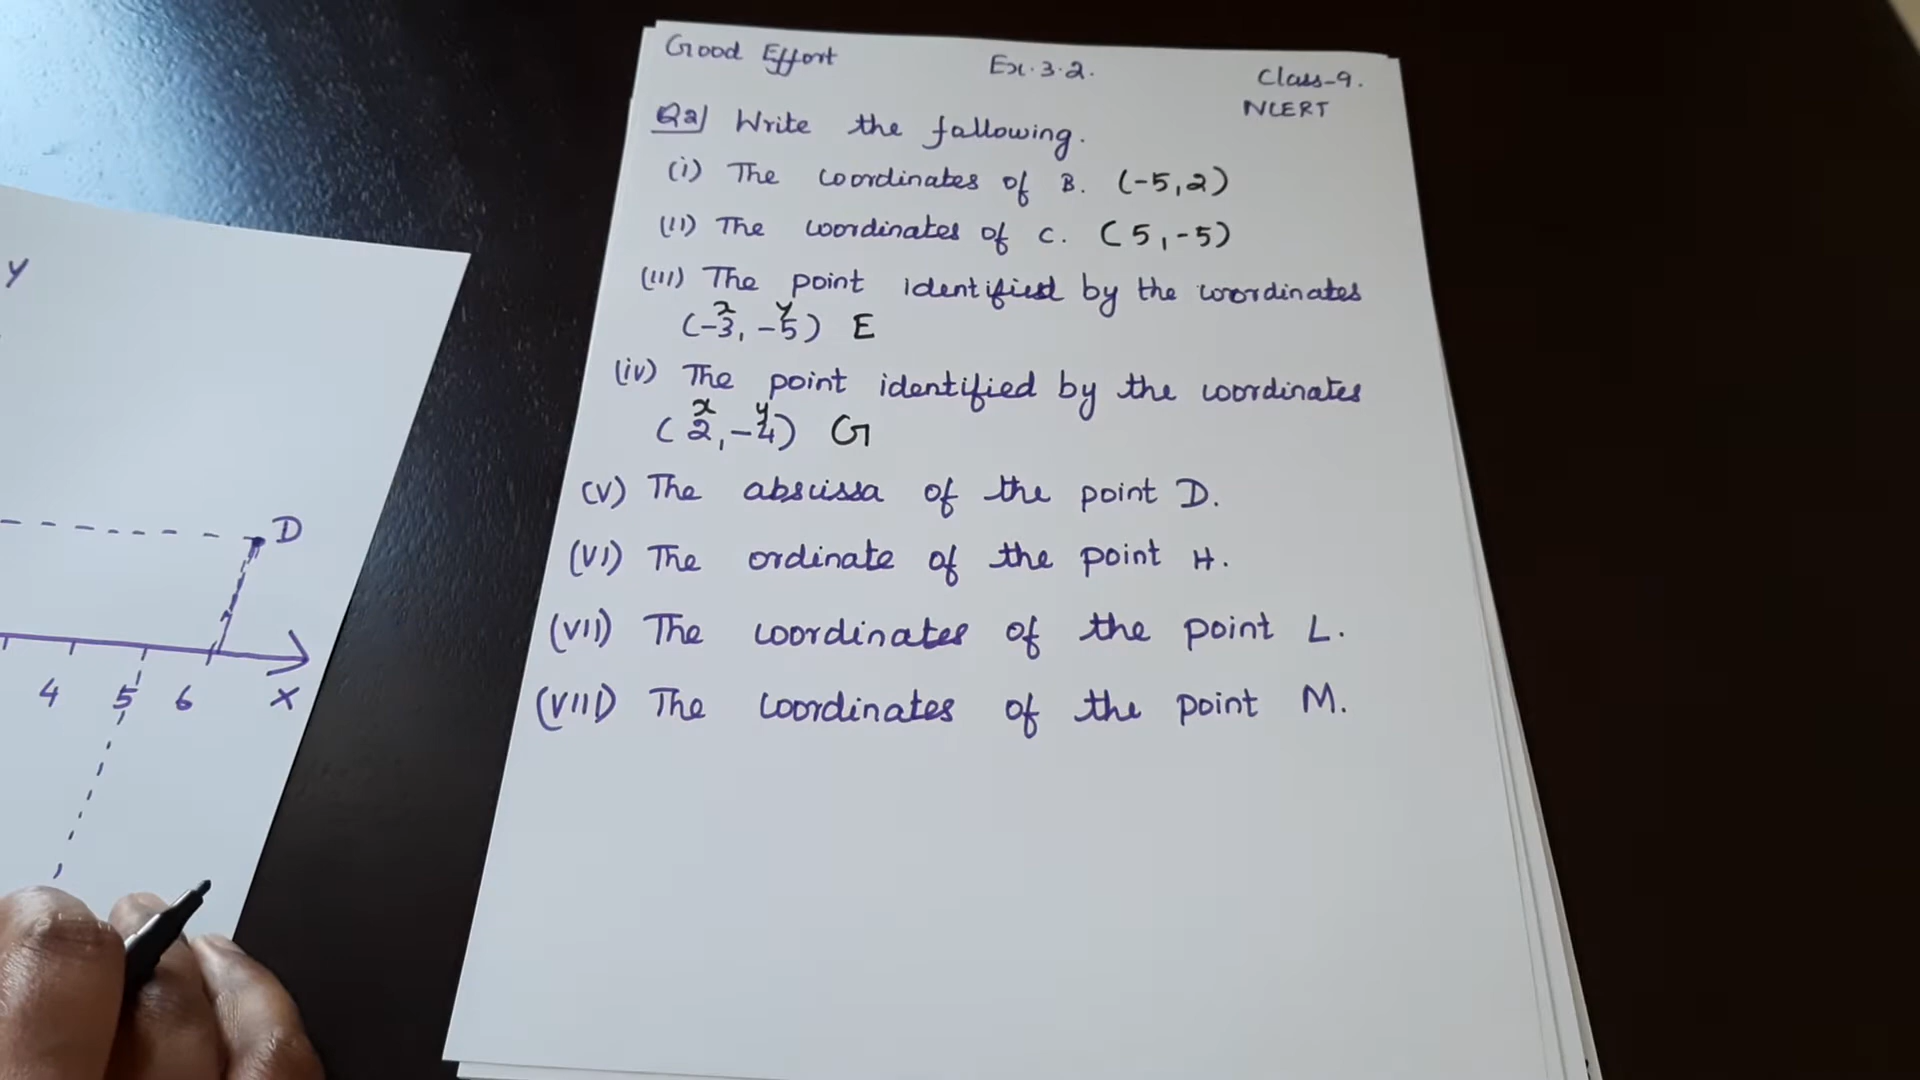 Good Effort Ex.3.2. Class-9.
NCERT
Q2) Write the following.
(i) The coordinates of B. (-5,2)
(ii) The coordinates of C. (5,-5)
(iii) The point identified by the coordinates
x y
(-3, -5) E
(iv) The point identified by the coordinates
x y
(2, -4) G
(v) The abscissa of the point D.
(VI) The ordinate of the point H.
(VII) The coordinates of the point L.
(VIII) The coordinates of the point M.
y
D
4 5 6 X